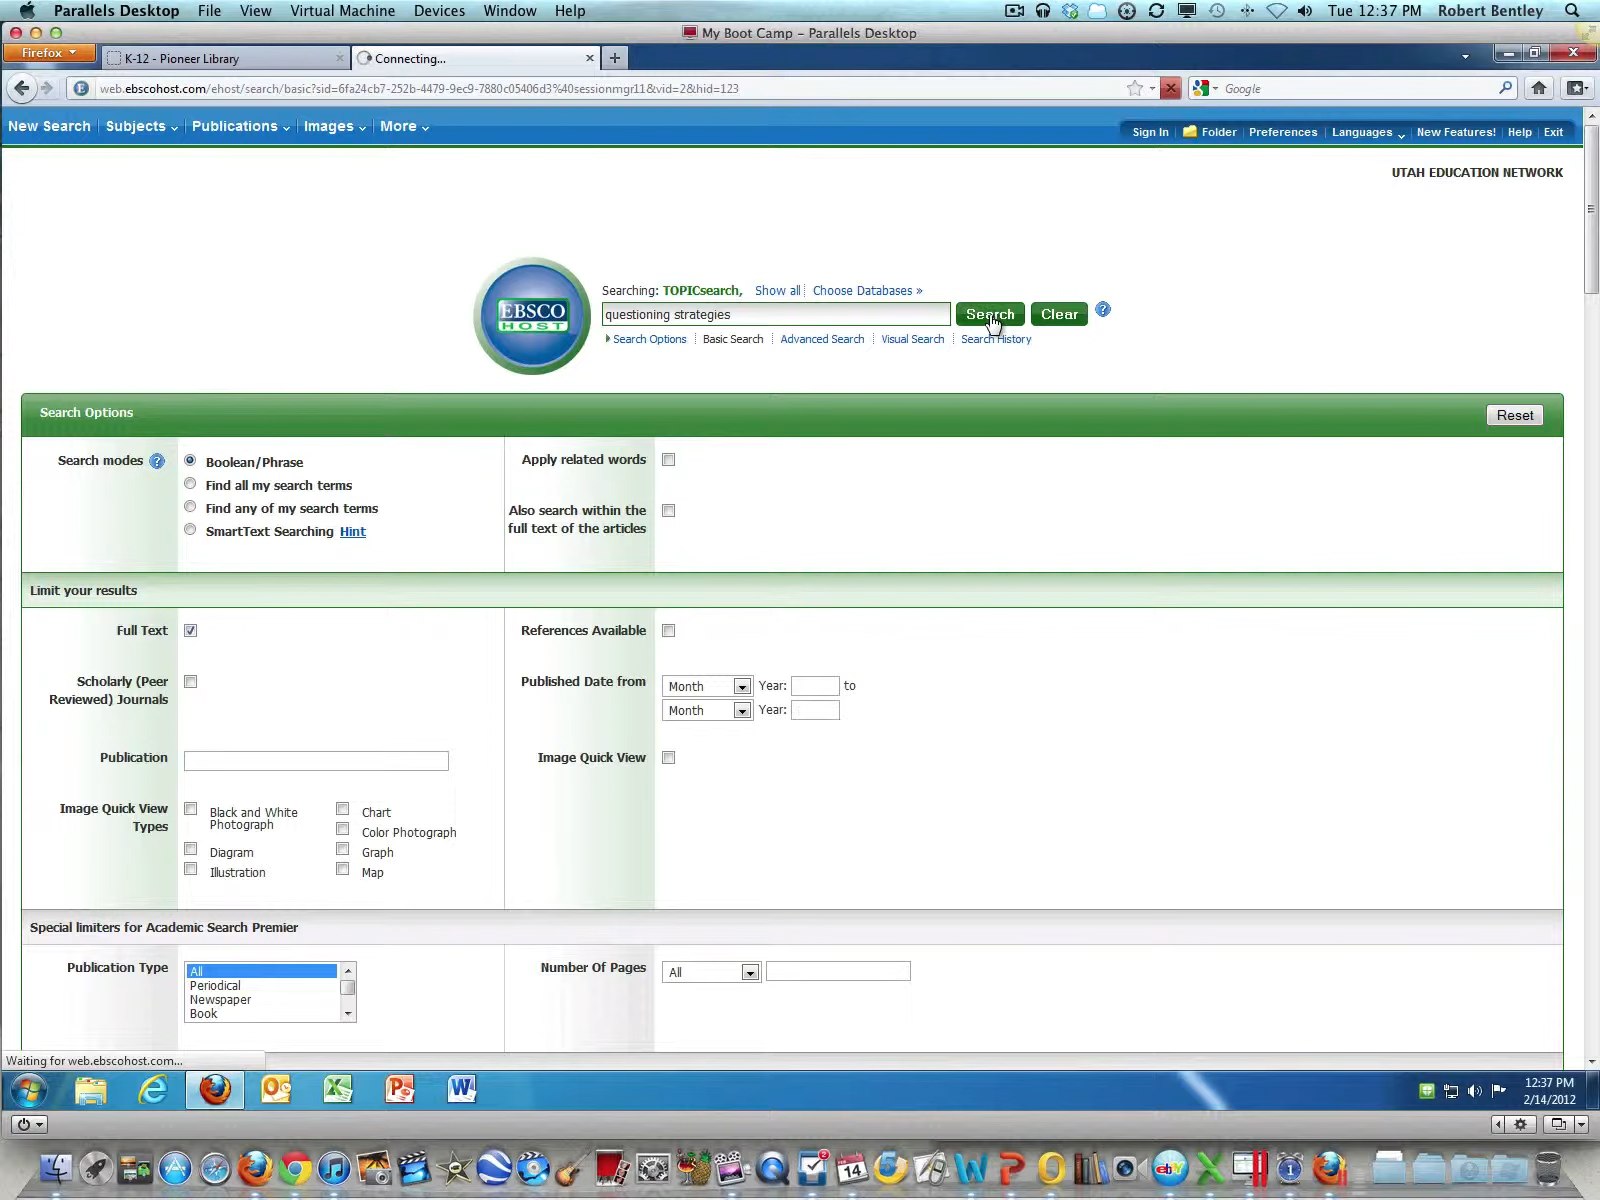 Parallels Desktop File View Virtual Machine Devices Window Help Tue 12:37 PM Robert Bentley
My Boot Camp – Parallels Desktop
Firefox K-12 - Pioneer Library Connecting...
web.ebscohost.com/ehost/search/basic?sid=6fa24cb7-252b-4479-9ec9-7880c05406d3%40sessionmgr11&vid=2&hid=123 Google
New Search Subjects Publications Images More Sign In Folder Preferences Languages New Features! Help Exit
UTAH EDUCATION NETWORK
Searching: TOPICsearch, Show all Choose Databases »
EBSCO
HOST
questioning strategies Search Clear ?
Search Options Basic Search Advanced Search Visual Search Search History
Search Options Reset
Search modes ? Boolean/Phrase Apply related words
Find all my search terms
Find any of my search terms Also search within the
SmartText Searching Hint full text of the articles
Limit your results
Full Text References Available
Scholarly (Peer Published Date from Month Year: to
Reviewed) Journals Month Year:
Publication Image Quick View
Image Quick View Black and White Chart
Types Photograph Color Photograph
Diagram Graph
Illustration Map
Special limiters for Academic Search Premier
Publication Type All Number Of Pages All
Periodical
Newspaper
Book
Waiting for web.ebscohost.com...
12:37 PM
2/14/2012